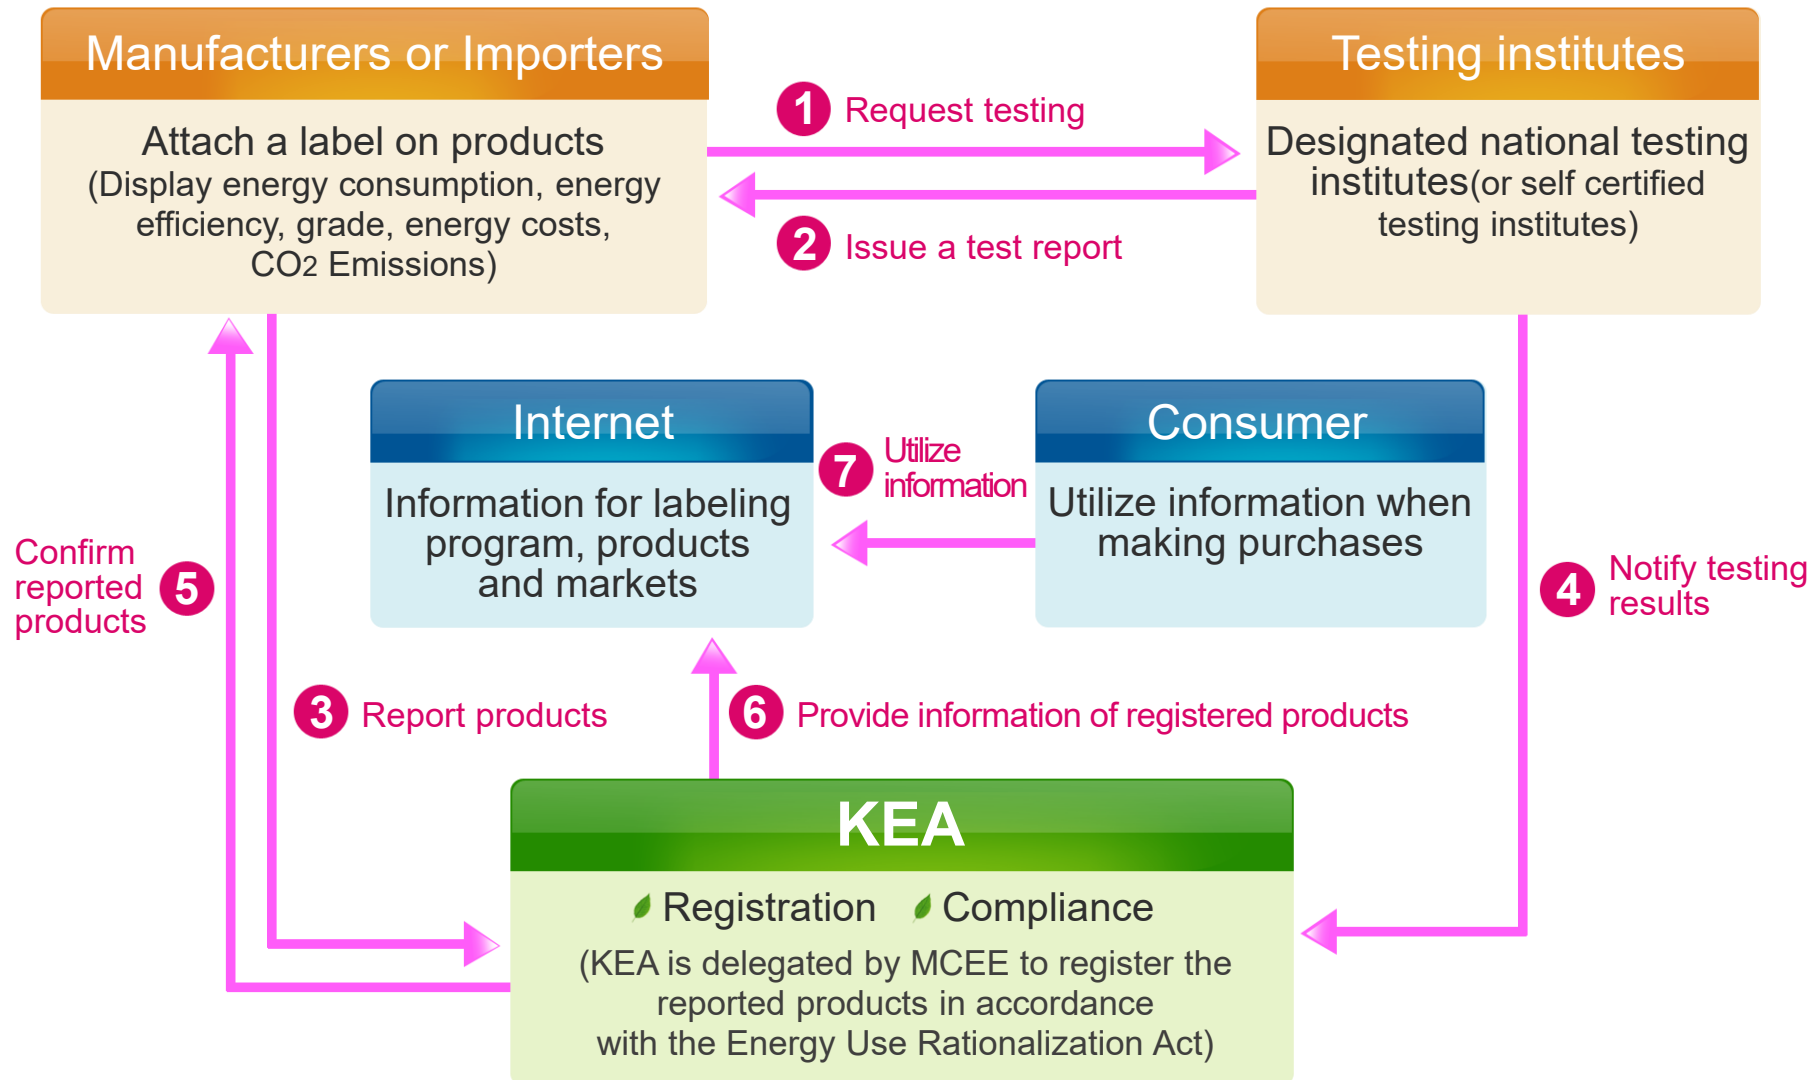 Manufacturers or Importers
Attach a label on products
(Display energy consumption, energy
efficiency, grade, energy costs,
CO2 Emissions)
1 Request testing
2 Issue a test report
Testing institutes
Designated national testing
institutes(or self certified
testing institutes)
Internet
Information for labeling
program, products
and markets
7 Utilize
information
Consumer
Utilize information when
making purchases
Confirm
reported
products
5
4 Notify testing
results
3 Report products
6 Provide information of registered products
KEA
Registration Compliance
(KEA is delegated by MCEE to register the
reported products in accordance
with the Energy Use Rationalization Act)